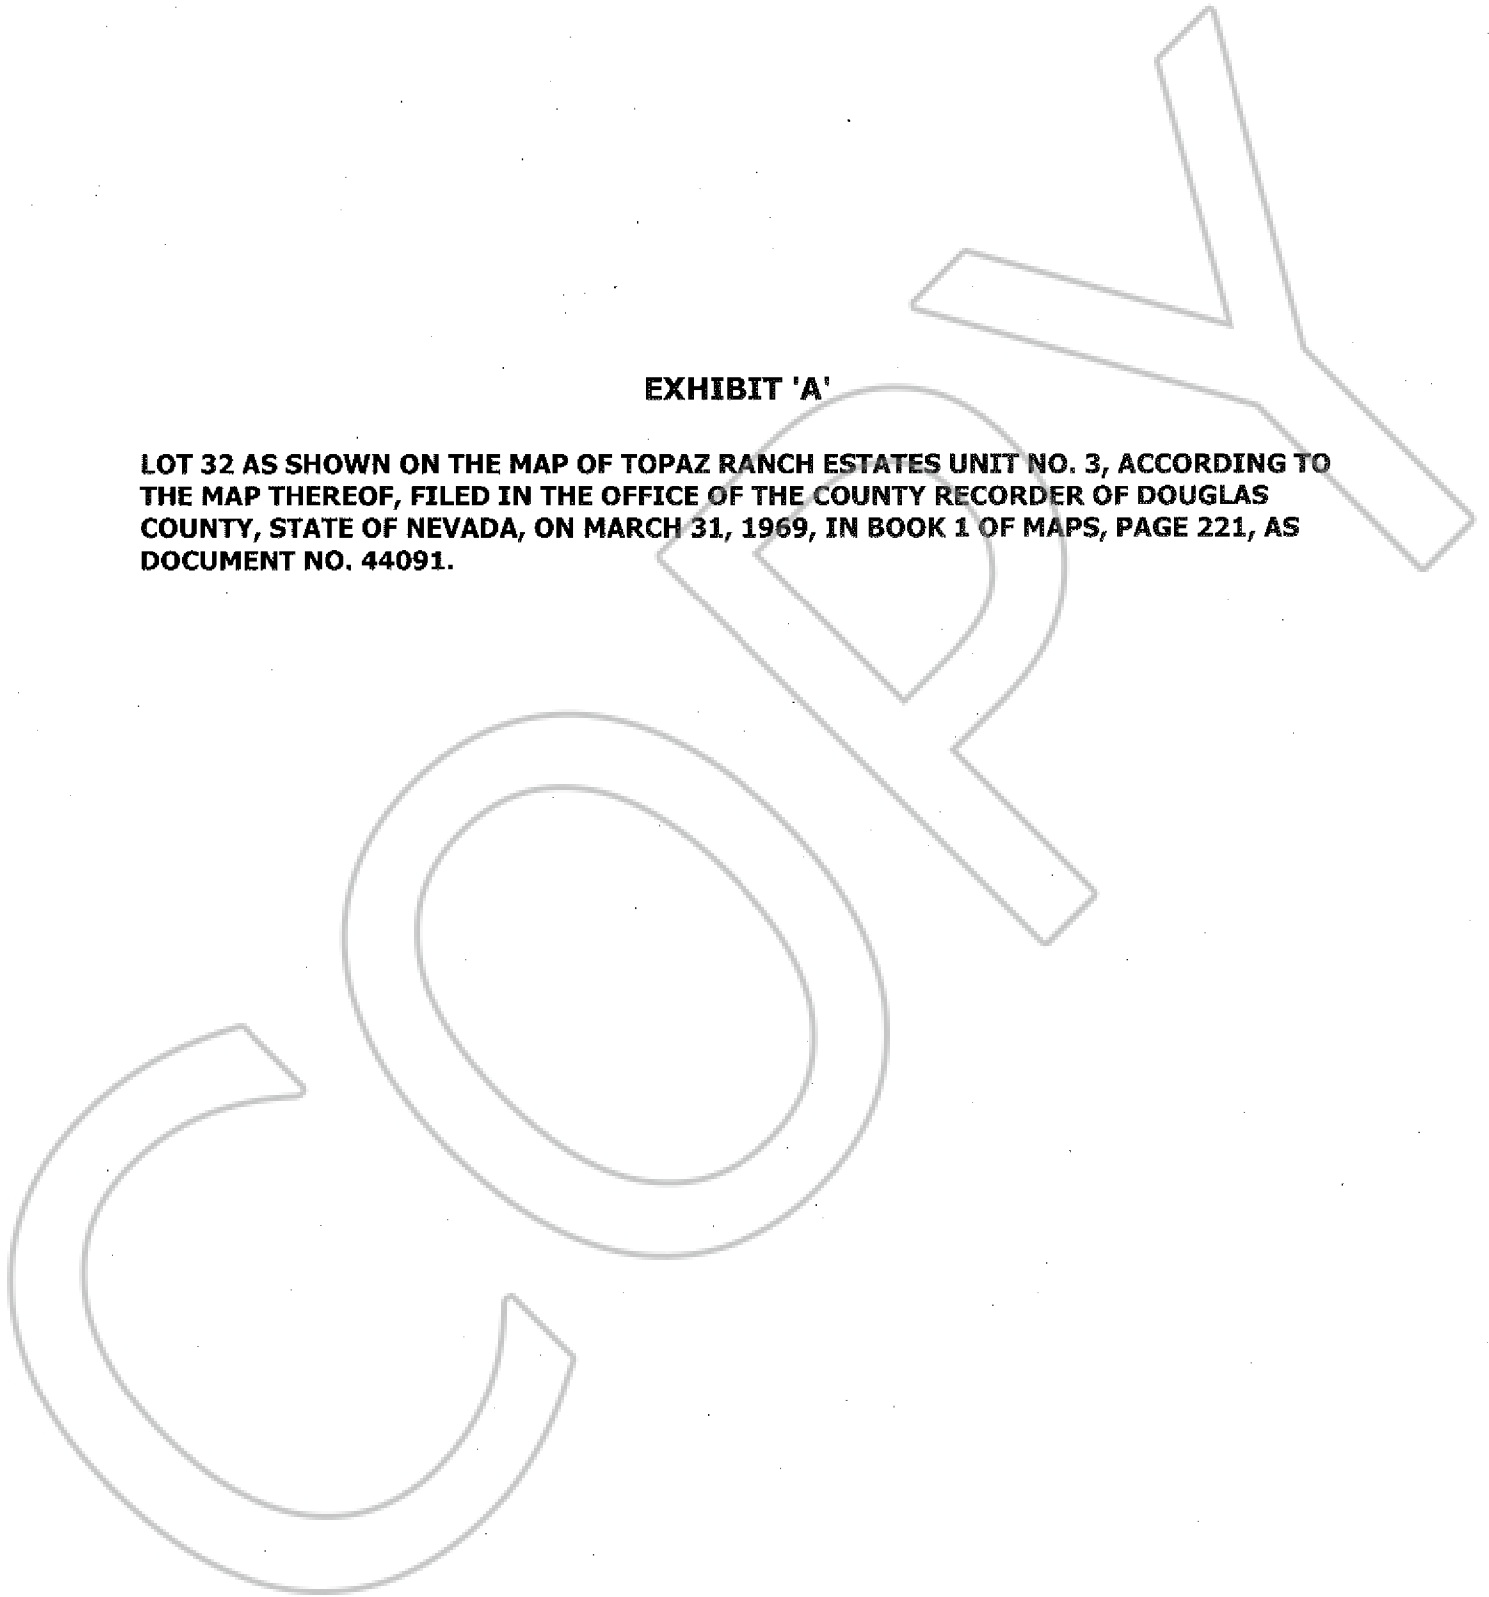 EXHIBIT 'A'
LOT 32 AS SHOWN ON THE MAP OF TOPAZ RANCH ESTATES UNIT NO. 3, ACCORDING TO
THE MAP THEREOF, FILED IN THE OFFICE OF THE COUNTY RECORDER OF DOUGLAS
COUNTY, STATE OF NEVADA, ON MARCH 31, 1969, IN BOOK 1 OF MAPS, PAGE 221, AS
DOCUMENT NO. 44091.
COPY